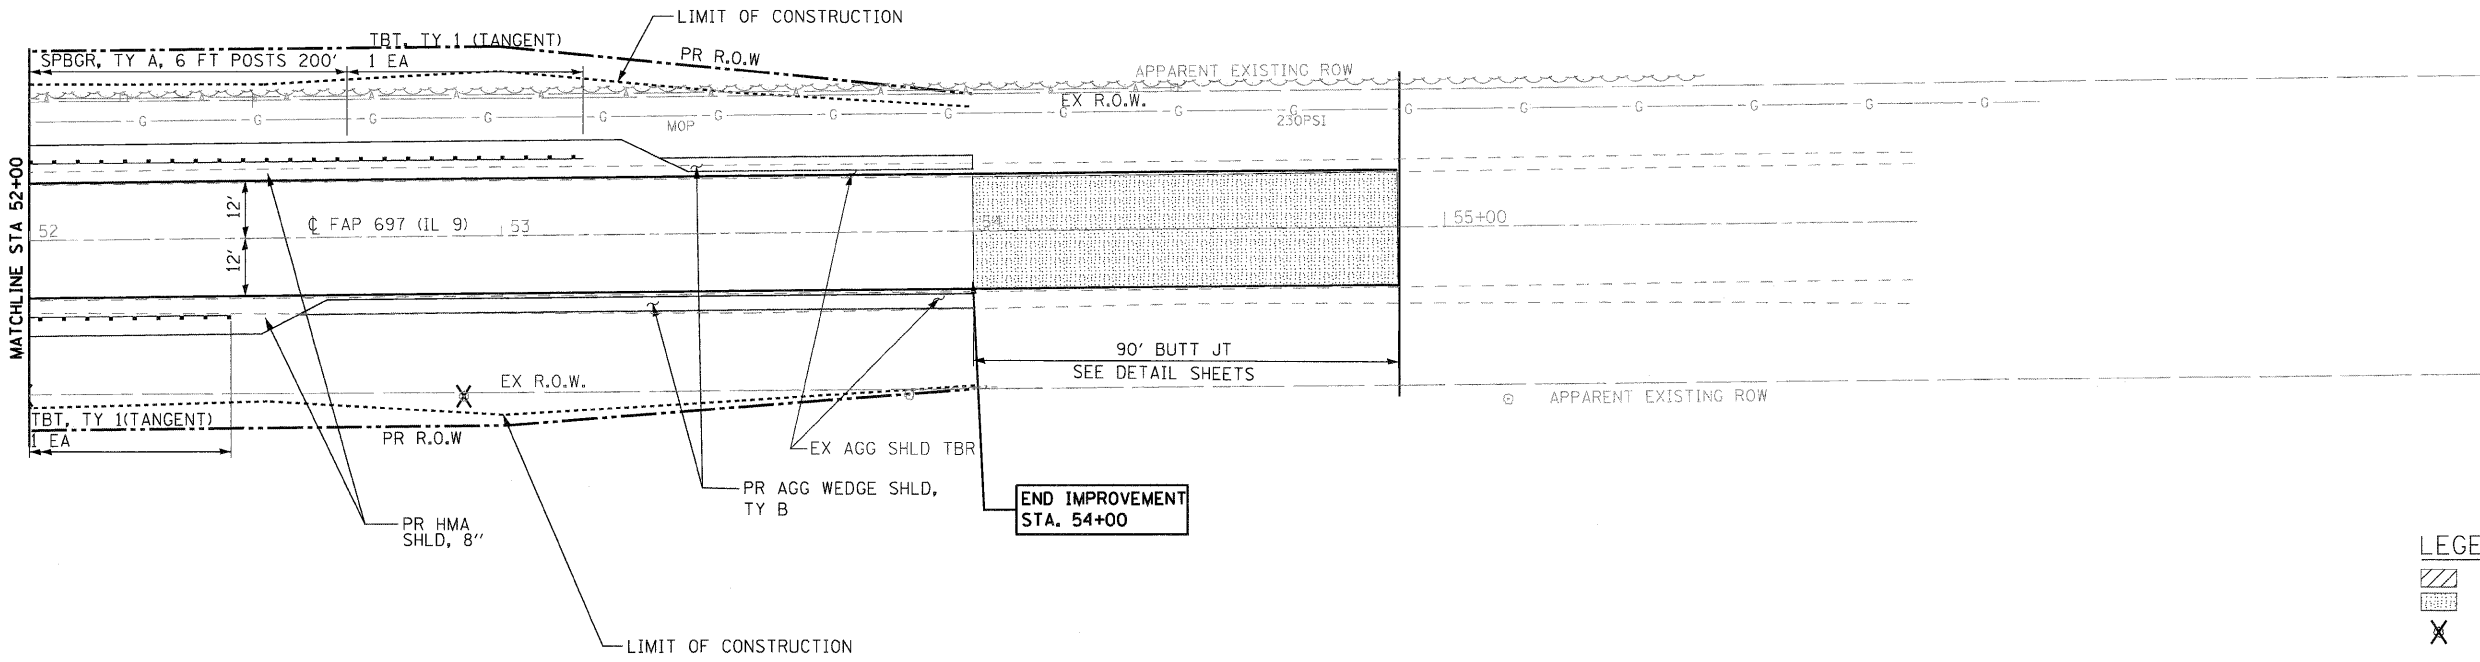 LIMIT OF CONSTRUCTION
TBT, TY 1 (TANGENT)
SPBGR, TY A, 6 FT POSTS 200'
1 EA
PR R.O.W
APPARENT EXISTING ROW
EX R.O.W.
G G G G G G G G G G G G G G G G G
MOP
230PSI
MATCHLINE STA 52+00
12'
12'
52
℄ FAP 697 (IL 9)
53
54
55+00
90' BUTT JT
SEE DETAIL SHEETS
EX R.O.W.
APPARENT EXISTING ROW
TBT, TY 1(TANGENT)
1 EA
PR R.O.W
EX AGG SHLD TBR
PR AGG WEDGE SHLD,
TY B
END IMPROVEMENT
STA. 54+00
PR HMA
SHLD, 8"
LIMIT OF CONSTRUCTION
LEGE